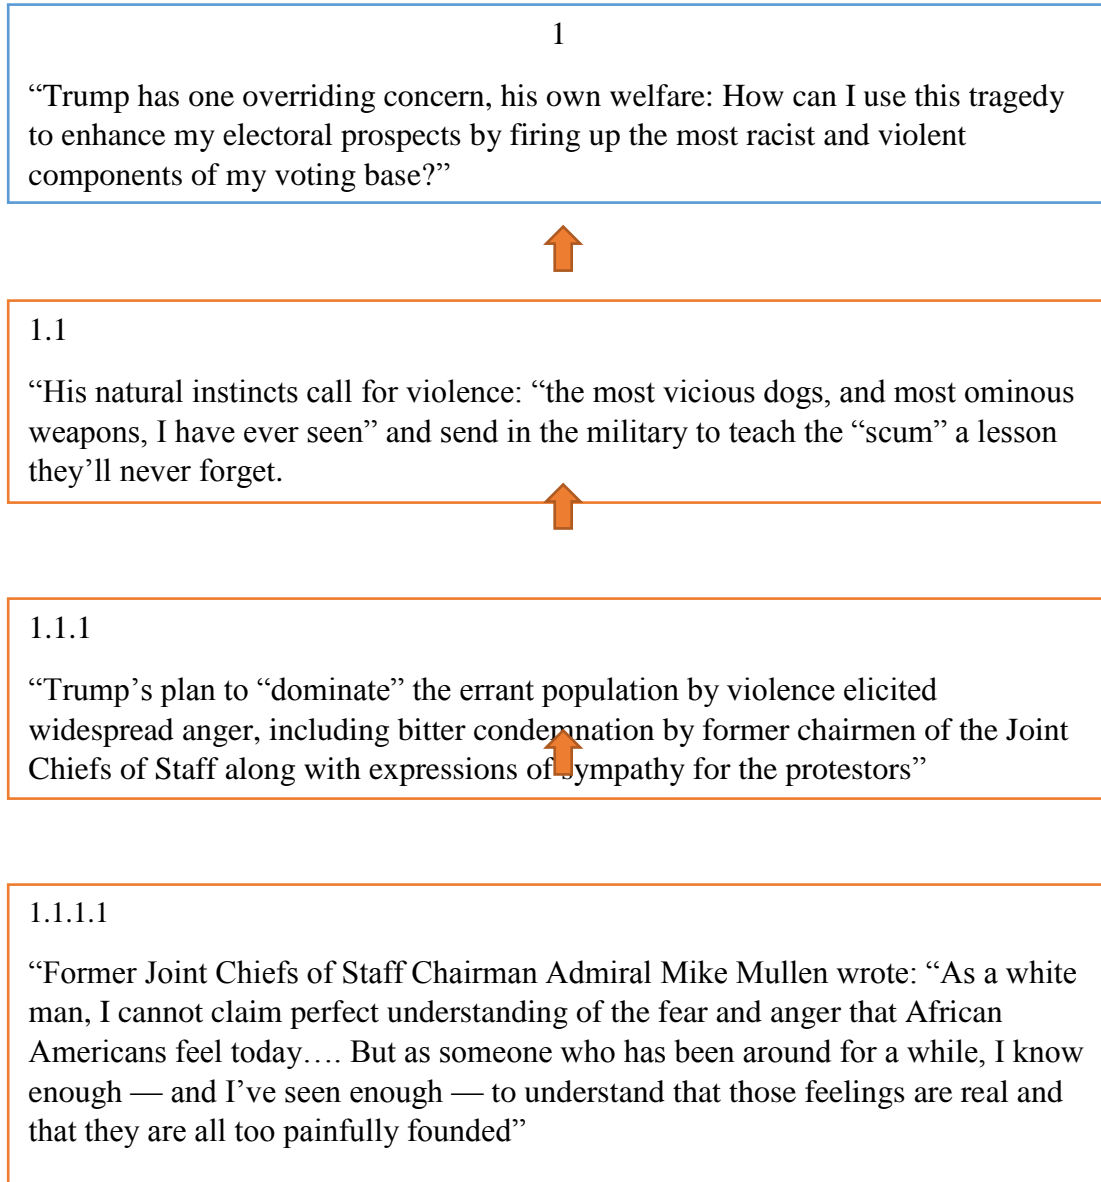 1
“Trump has one overriding concern, his own welfare: How can I use this tragedy
to enhance my electoral prospects by firing up the most racist and violent
components of my voting base?”
1.1
“His natural instincts call for violence: “the most vicious dogs, and most ominous
weapons, I have ever seen” and send in the military to teach the “scum” a lesson
they’ll never forget.
1.1.1
“Trump’s plan to “dominate” the errant population by violence elicited
widespread anger, including bitter condemnation by former chairmen of the Joint
Chiefs of Staff along with expressions of sympathy for the protestors”
1.1.1.1
“Former Joint Chiefs of Staff Chairman Admiral Mike Mullen wrote: “As a white
man, I cannot claim perfect understanding of the fear and anger that African
Americans feel today…. But as someone who has been around for a while, I know
enough — and I’ve seen enough — to understand that those feelings are real and
that they are all too painfully founded”